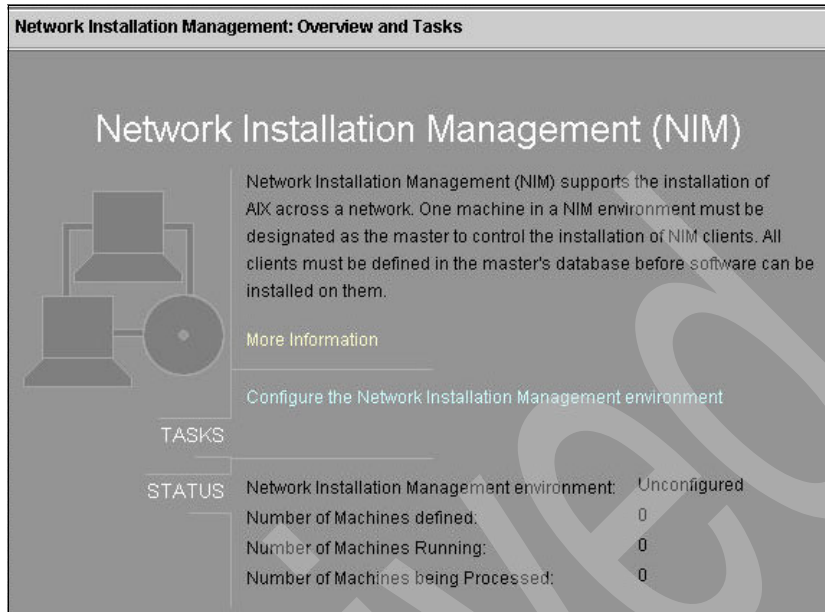 Network Installation Management: Overview and Tasks
Network Installation Management (NIM)
Network Installation Management (NIM) supports the installation of
AIX across a network. One machine in a NIM environment must be
designated as the master to control the installation of NIM clients. All
clients must be defined in the master's database before software can be
installed on them.
More Information
Configure the Network Installation Management environment
TASKS
STATUS
Network Installation Management environment: Unconfigured
Number of Machines defined: 0
Number of Machines Running: 0
Number of Machines being Processed: 0